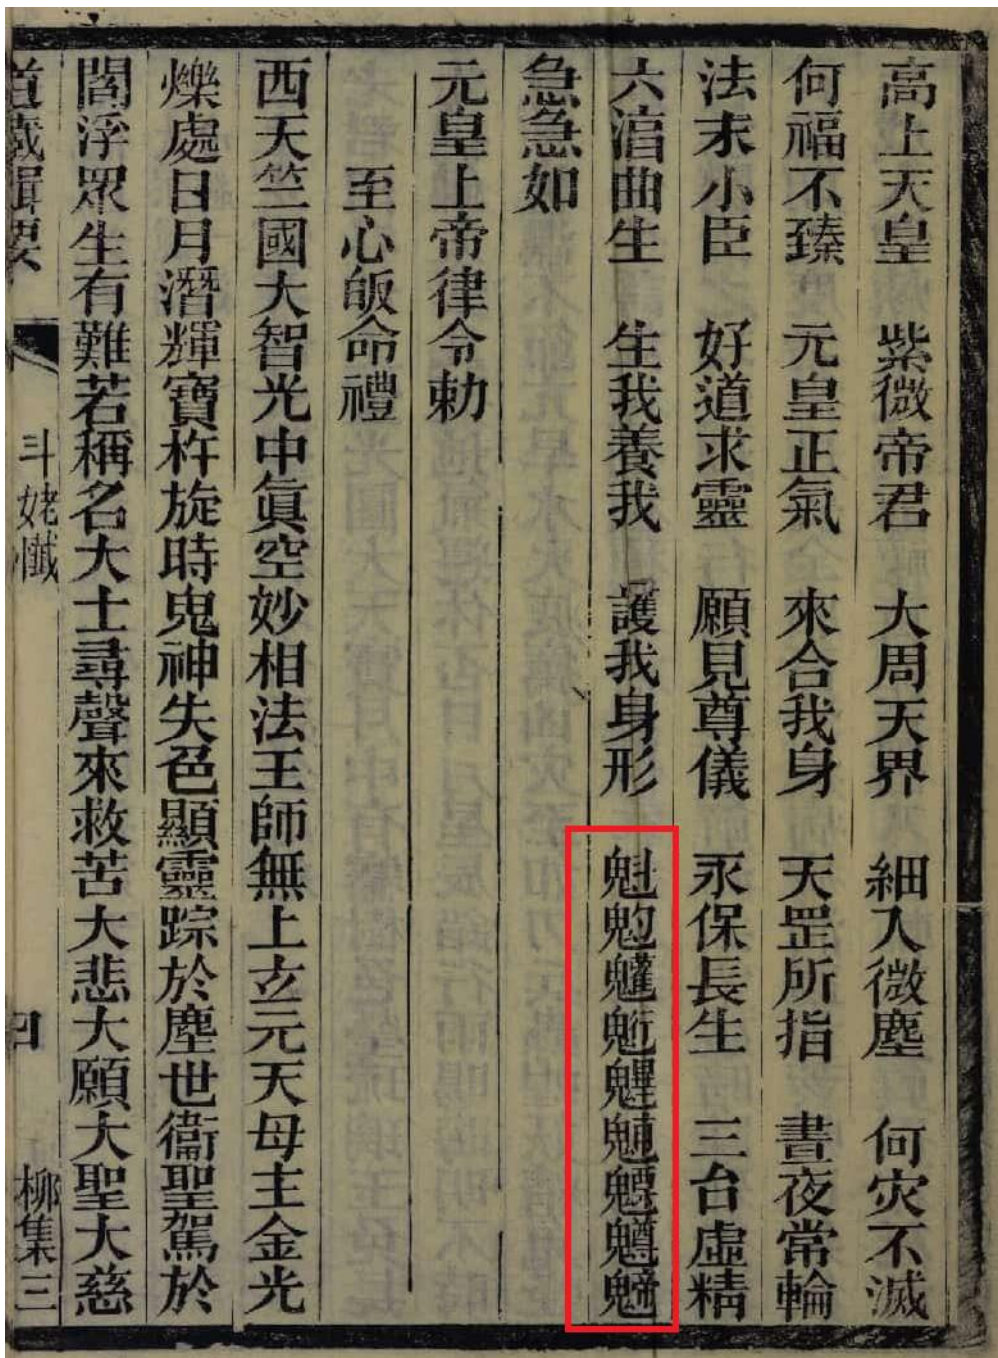 高上天皇　紫微帝君　大周天界　細入微塵　何灾不滅
何福不臻　元皇正氣　來合我身　天罡所指　晝夜常輪
法末小臣　好道求靈　願見尊儀　永保長生　三台虛精
六淳曲生　生我養我　護我身形　魁魓魒
急急如
元皇上帝律令勅
至心皈命禮
西天竺國大智光中眞空妙相法王師無上玄元天母主金光
爍處日月潛輝寶杵旋時鬼神失色顯靈踪於塵世衞聖駕於
閻浮眾生有難若稱名大士尋聲來救苦大悲大願大聖大慈
道藏輯要　斗姥懺　四　柳集三